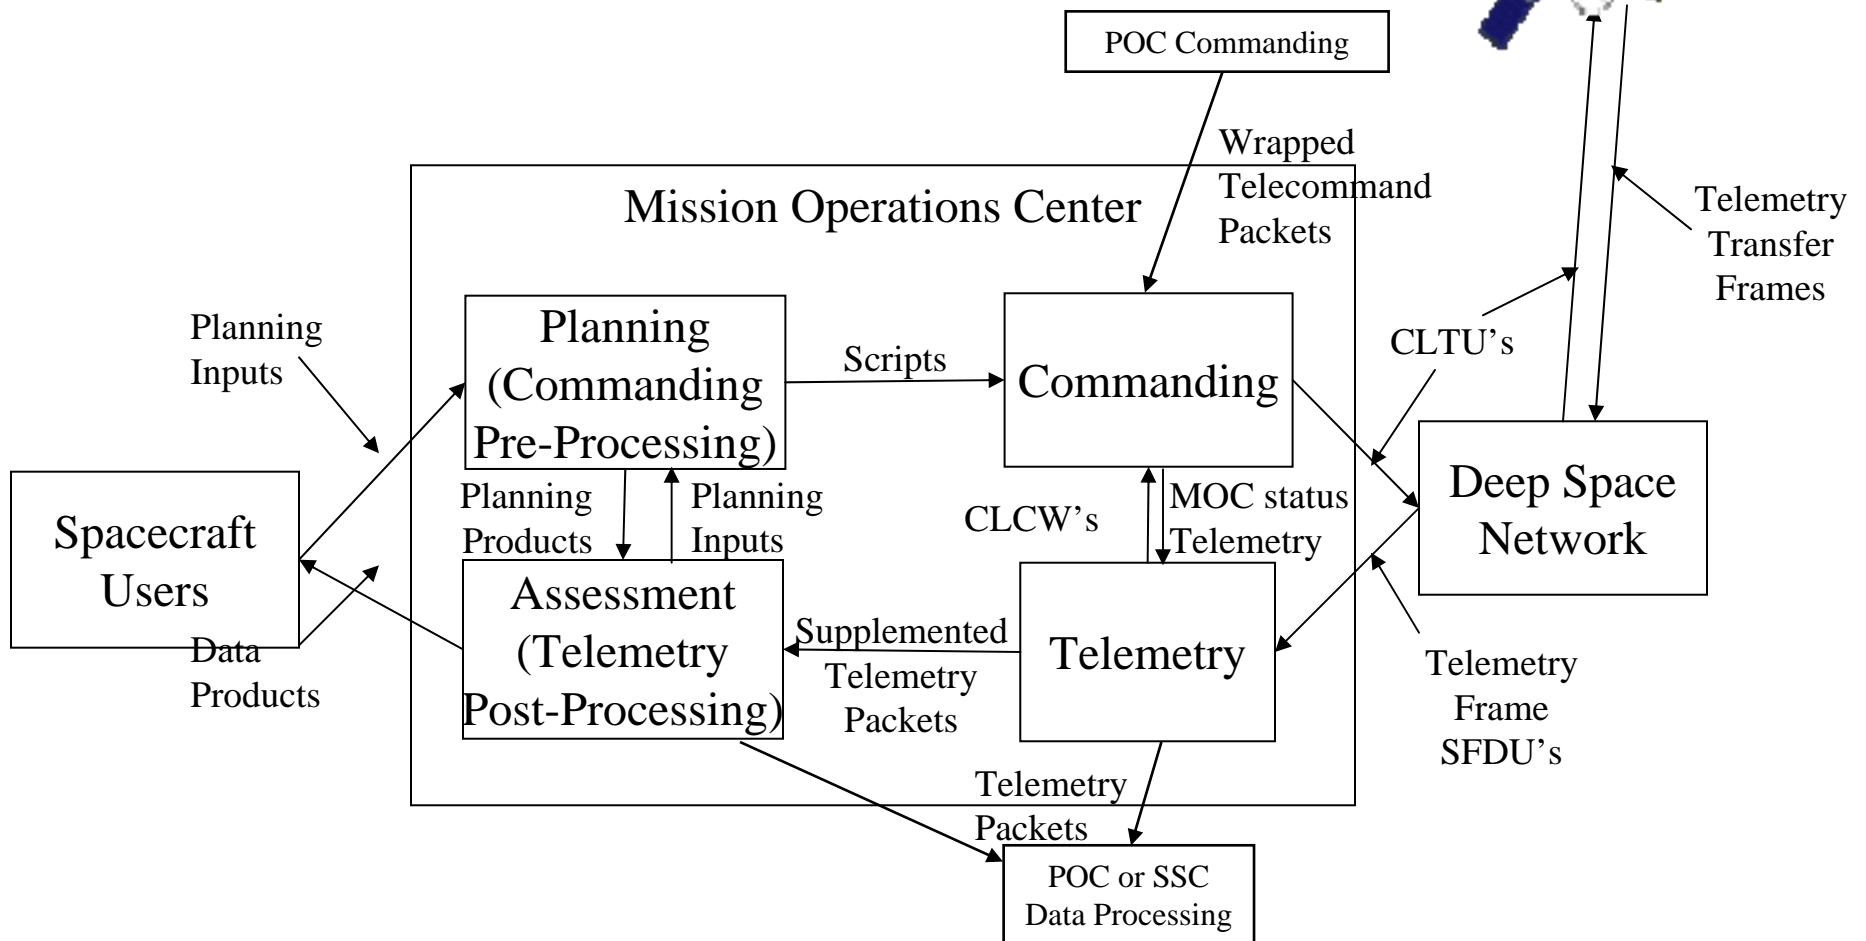 POC Commanding
Wrapped
Telecommand
Packets
Mission Operations Center
Telemetry
Transfer
Frames
Planning
Inputs
Planning
(Commanding
Pre-Processing)
Scripts
Commanding
CLTU’s
Planning
Products
Planning
Inputs
CLCW’s
MOC status
Telemetry
Deep Space
Network
Spacecraft
Users
Data
Products
Assessment
(Telemetry
Post-Processing)
Supplemented
Telemetry
Packets
Telemetry
Telemetry
Frame
SFDU’s
Telemetry
Packets
POC or SSC
Data Processing